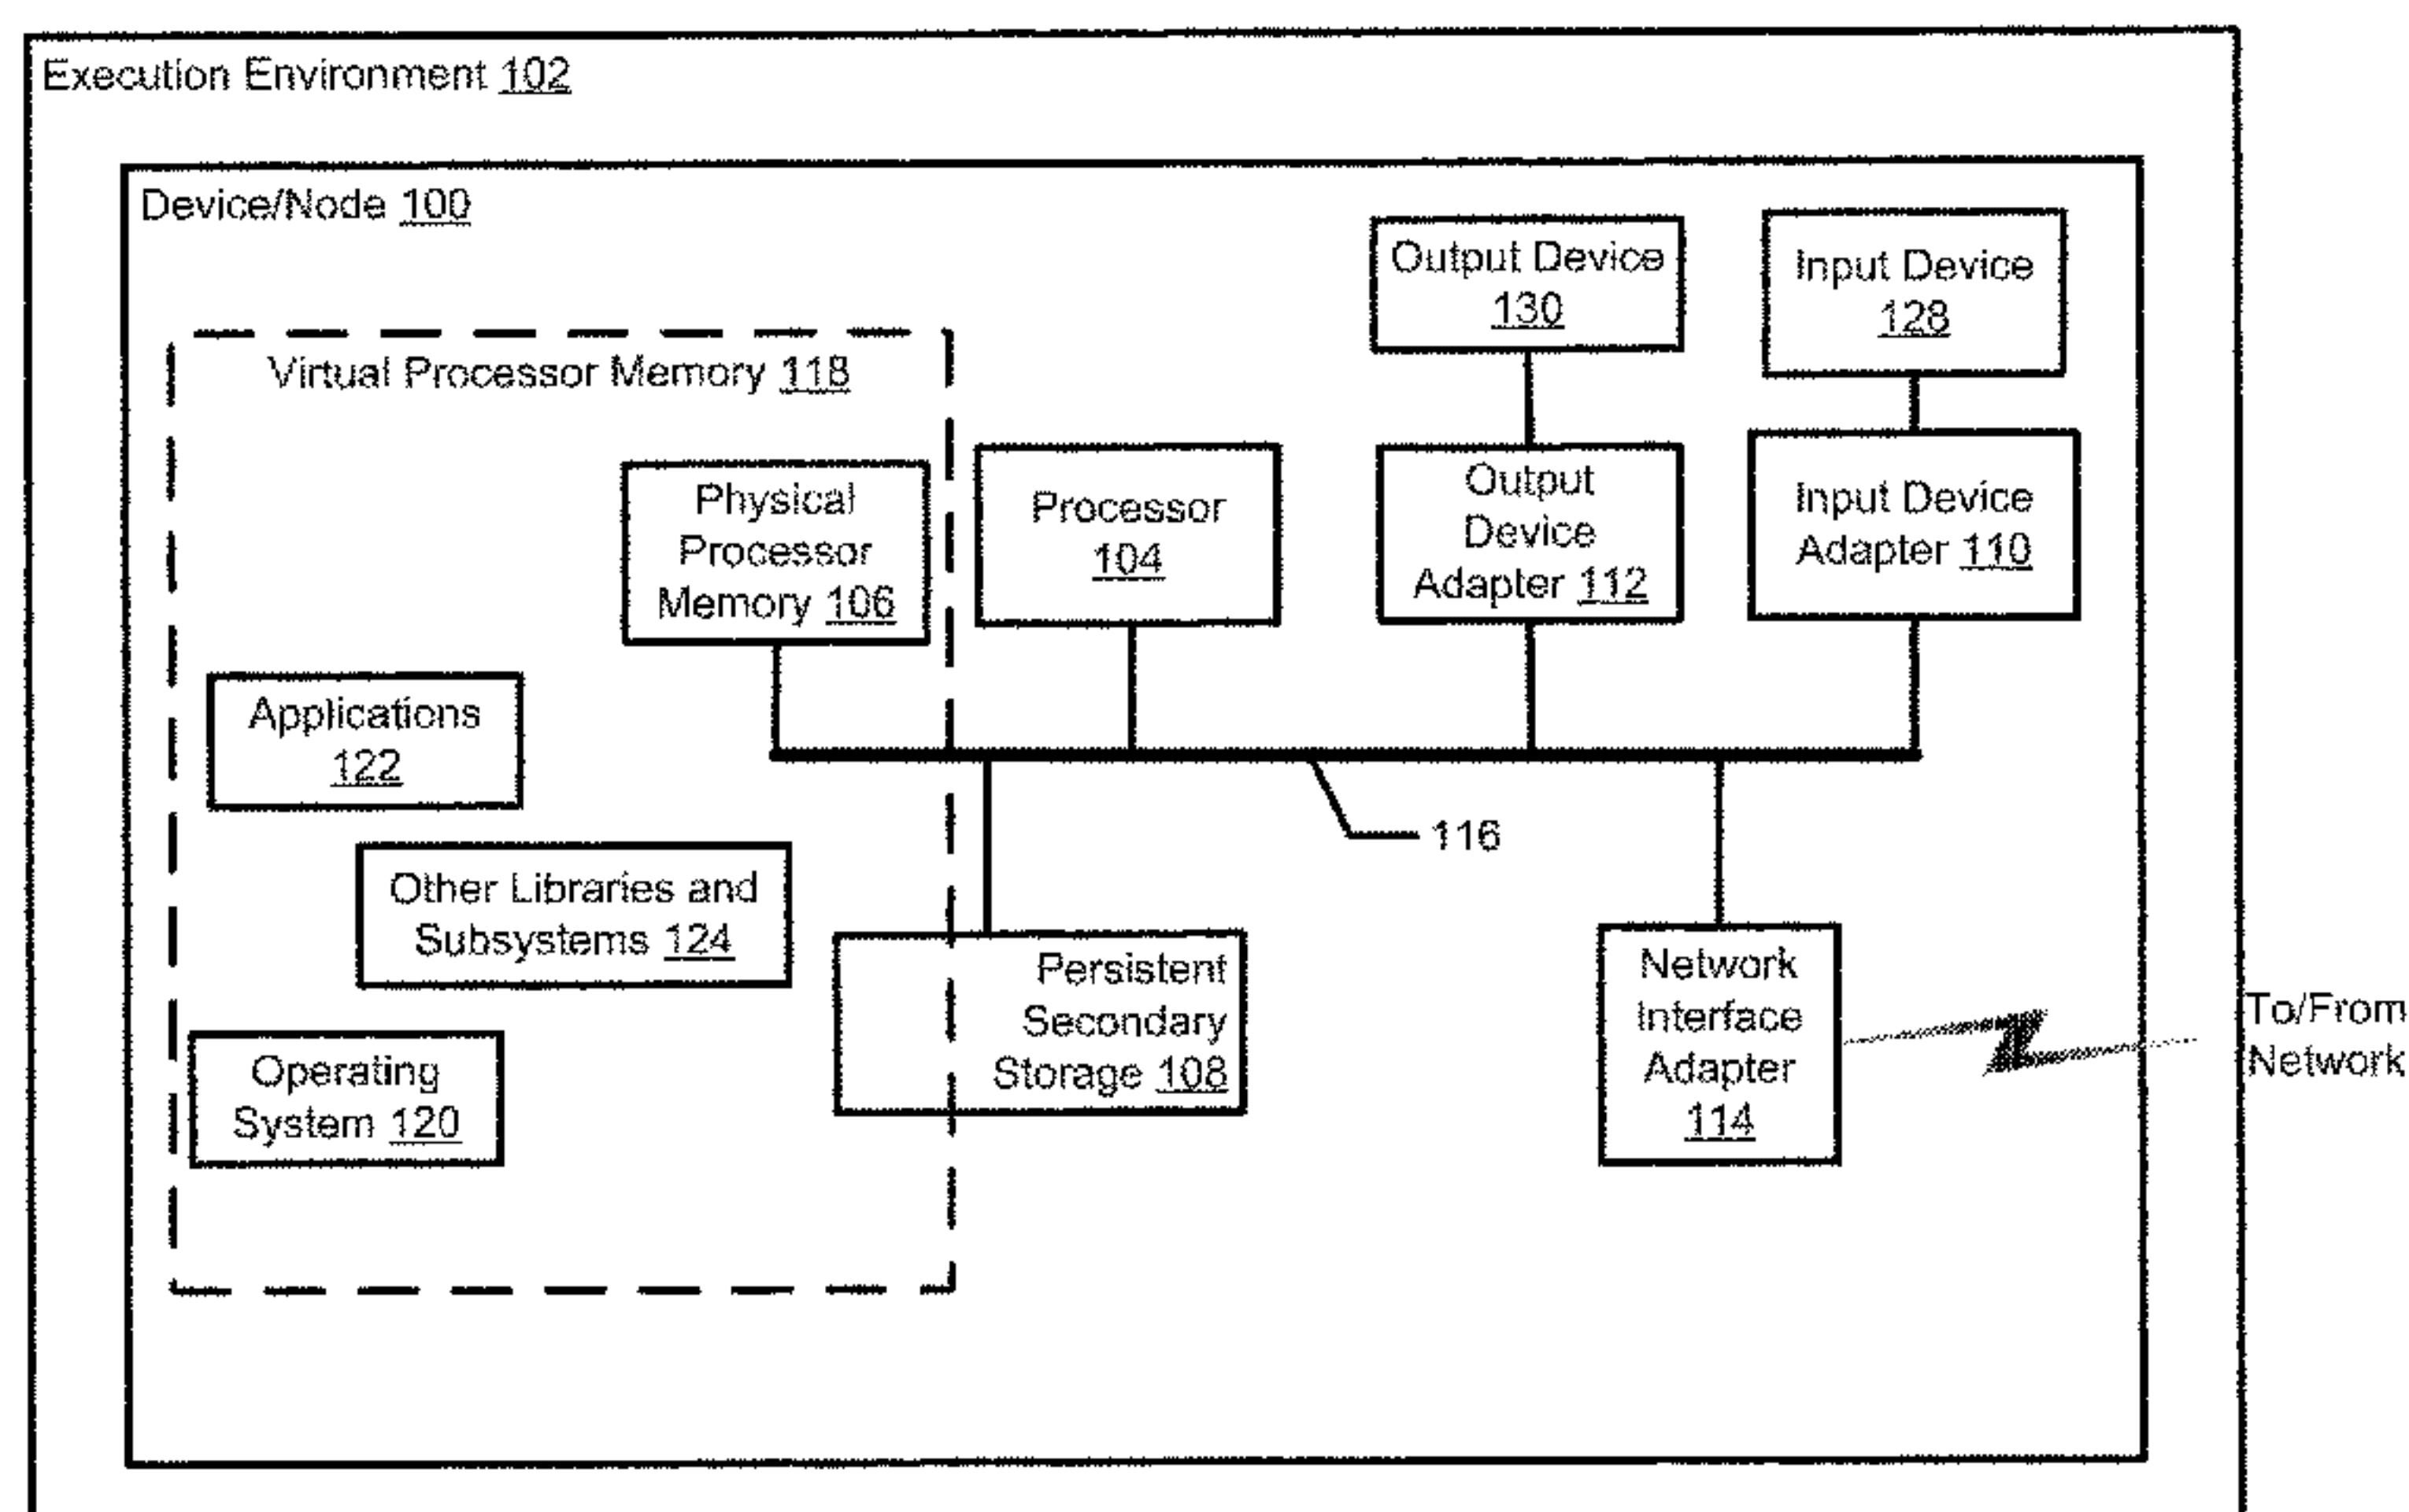 Execution Environment 102
Device/Node 100
Output Device
130
Input Device
128
Virtual Processor Memory 118
Physical
Processor
Memory 106
Processor
104
Output
Device
Adapter 112
Input Device
Adapter 110
Applications
122
116
Other Libraries and
Subsystems 124
Persistent
Secondary
Storage 108
Network
Interface
Adapter
114
To/From
Network
Operating
System 120